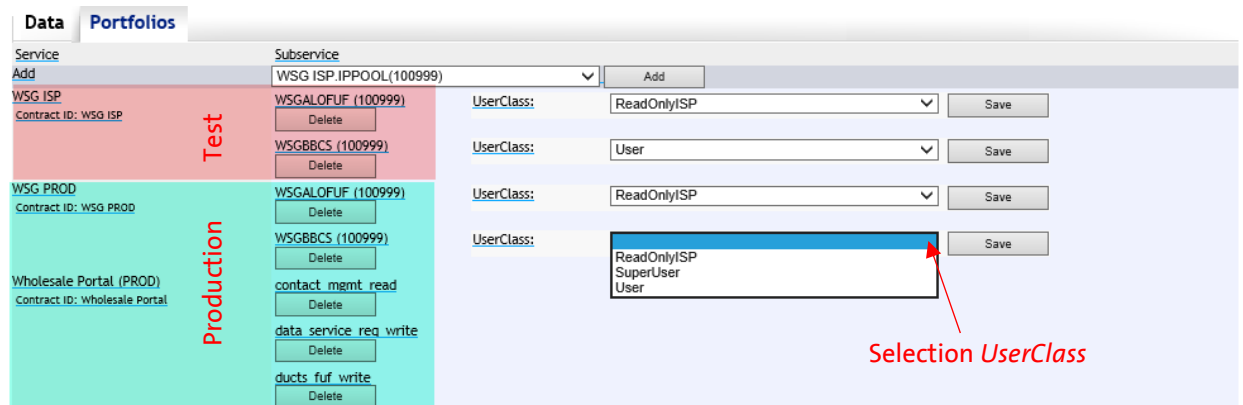 Data Portfolios
Service Subservice
Add WSG ISP.IPPOOL(100999) Add
WSG ISP WSGALOFUF (100999) UserClass: ReadOnlyISP Save
Contract ID: WSG ISP Delete
Test
WSGBBCS (100999) UserClass: User Save
Delete
WSG PROD WSGALOFUF (100999) UserClass: ReadOnlyISP Save
Contract ID: WSG PROD Delete
Production
WSGBBCS (100999) UserClass: Save
Delete
ReadOnlyISP
SuperUser
User
Wholesale Portal (PROD) contact_mgmt_read
Contract ID: Wholesale Portal Delete
data_service_req_write
Delete
Selection UserClass
ducts_fuf_write
Delete